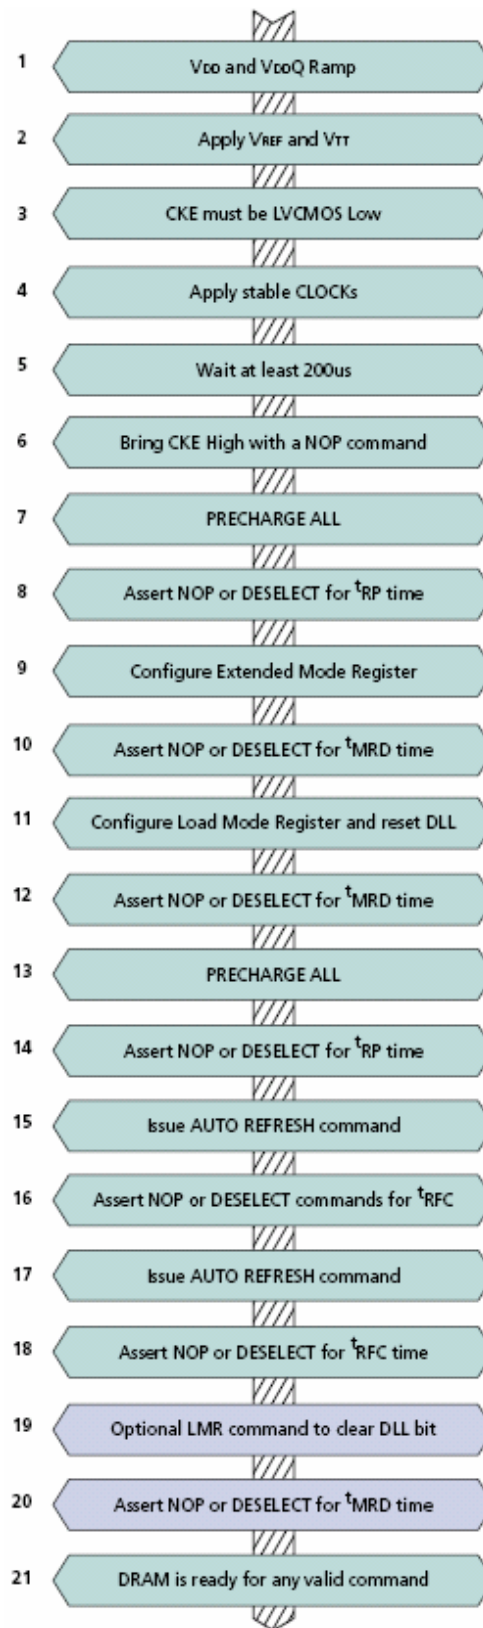 1 VDD and VDDQ Ramp
2 Apply VREF and VTT
3 CKE must be LVCMOS Low
4 Apply stable CLOCKs
5 Wait at least 200us
6 Bring CKE High with a NOP command
7 PRECHARGE ALL
8 Assert NOP or DESELECT for tRP time
9 Configure Extended Mode Register
10 Assert NOP or DESELECT for tMRD time
11 Configure Load Mode Register and reset DLL
12 Assert NOP or DESELECT for tMRD time
13 PRECHARGE ALL
14 Assert NOP or DESELECT for tRP time
15 Issue AUTO REFRESH command
16 Assert NOP or DESELECT commands for tRFC
17 Issue AUTO REFRESH command
18 Assert NOP or DESELECT for tRFC time
19 Optional LMR command to clear DLL bit
20 Assert NOP or DESELECT for tMRD time
21 DRAM is ready for any valid command